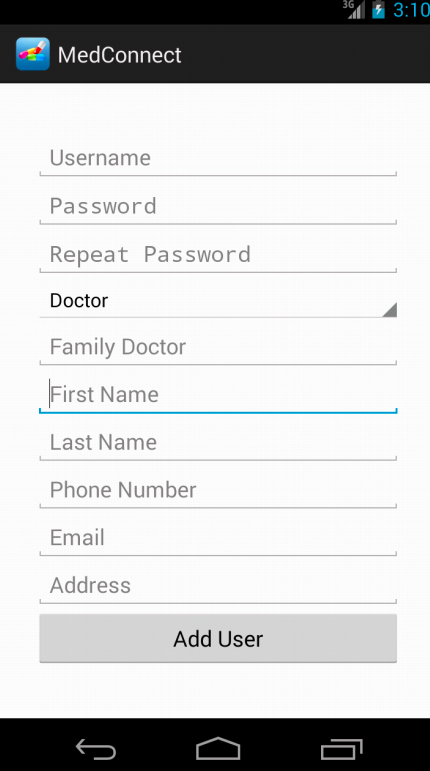 3G 3:10
MedConnect
Username
Password
Repeat Password
Doctor
Family Doctor
First Name
Last Name
Phone Number
Email
Address
Add User